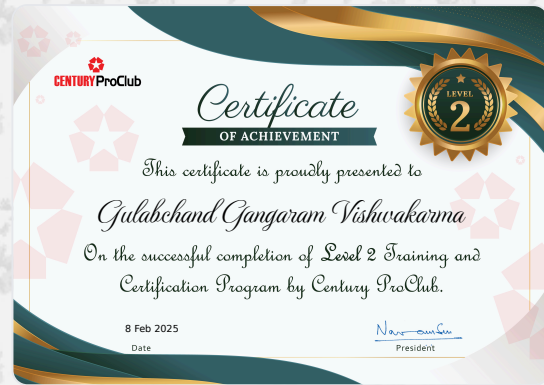 CENTURY ProClub
Certificate
OF ACHIEVEMENT
LEVEL
2
This certificate is proudly presented to
Gulabchand Gangaram Vishwakarma
On the successful completion of Level 2 Training and
Certification Program by Century ProClub.
8 Feb 2025
Date
President